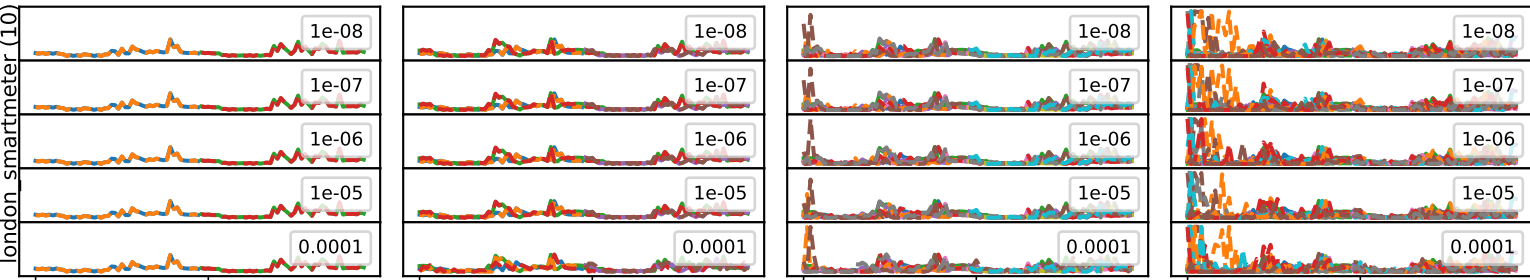 london_smartmeter (10)
1e-08 1e-08 1e-08 1e-08
1e-07 1e-07 1e-07 1e-07
1e-06 1e-06 1e-06 1e-06
1e-05 1e-05 1e-05 1e-05
0.0001 0.0001 0.0001 0.0001